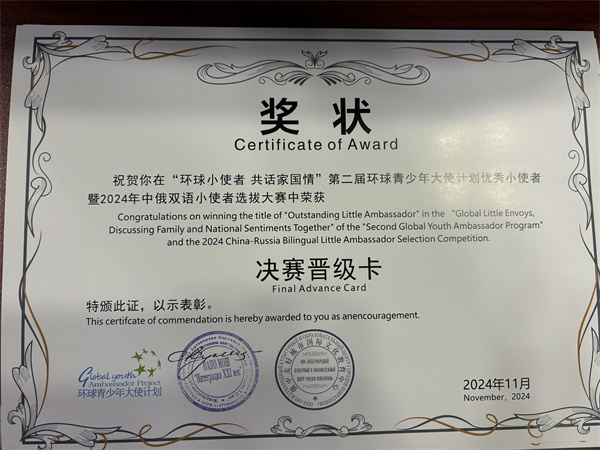 奖 状
Certificate of Award
祝贺你在“环球小使者 共话家国情”第二届环球青少年大使计划优秀小使者
暨2024年中俄双语小使者选拔大赛中荣获
Congratulations on winning the title of "Outstanding Little Ambassador" in the "Global Little Envoys,
Discussing Family and National Sentiments Together" of the "Second Global Youth Ambassador Program"
and the 2024 China-Russia Bilingual Little Ambassador Selection Competition.
决赛晋级卡
Final Advance Card
特颁此证，以示表彰。
This certifcate of commendation is hereby awarded to you as anencouragement.
Global youth
Ambassador Project
环球青少年大使计划
"Интеграция XXI век"
2024年11月
November, 2024